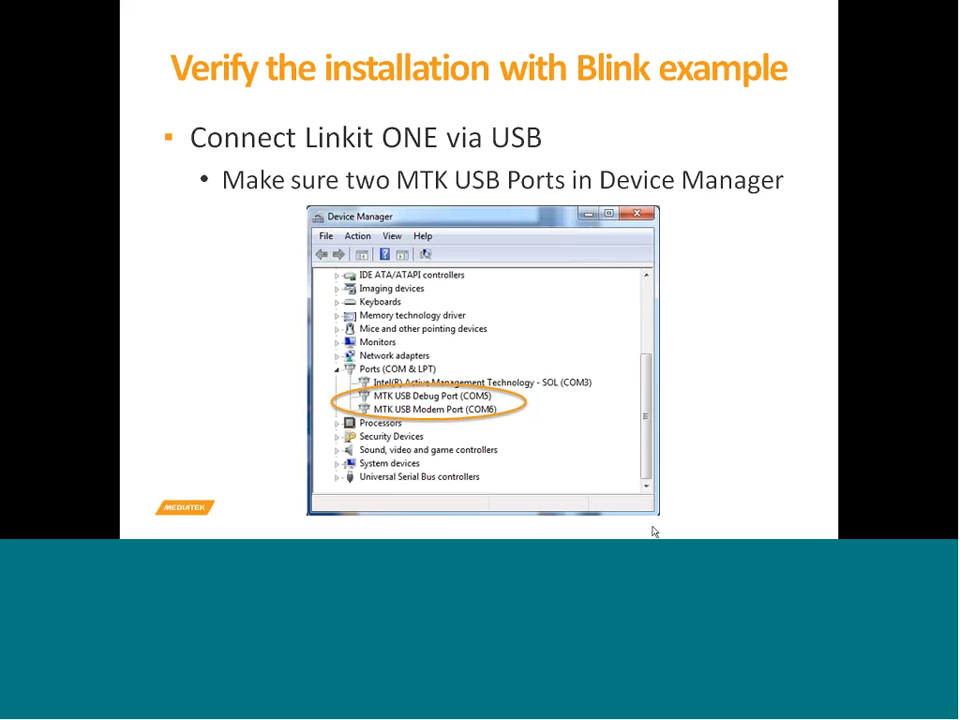 Verify the installation with Blink example
▪ Connect Linkit ONE via USB
• Make sure two MTK USB Ports in Device Manager
Device Manager
File Action View Help
IDE ATA/ATAPI controllers
Imaging devices
Keyboards
Memory technology driver
Mice and other pointing devices
Monitors
Network adapters
Ports (COM & LPT)
Intel(R) Active Management Technology - SOL (COM3)
MTK USB Debug Port (COM5)
MTK USB Modem Port (COM6)
Processors
Security Devices
Sound, video and game controllers
System devices
Universal Serial Bus controllers
MEDIATEK